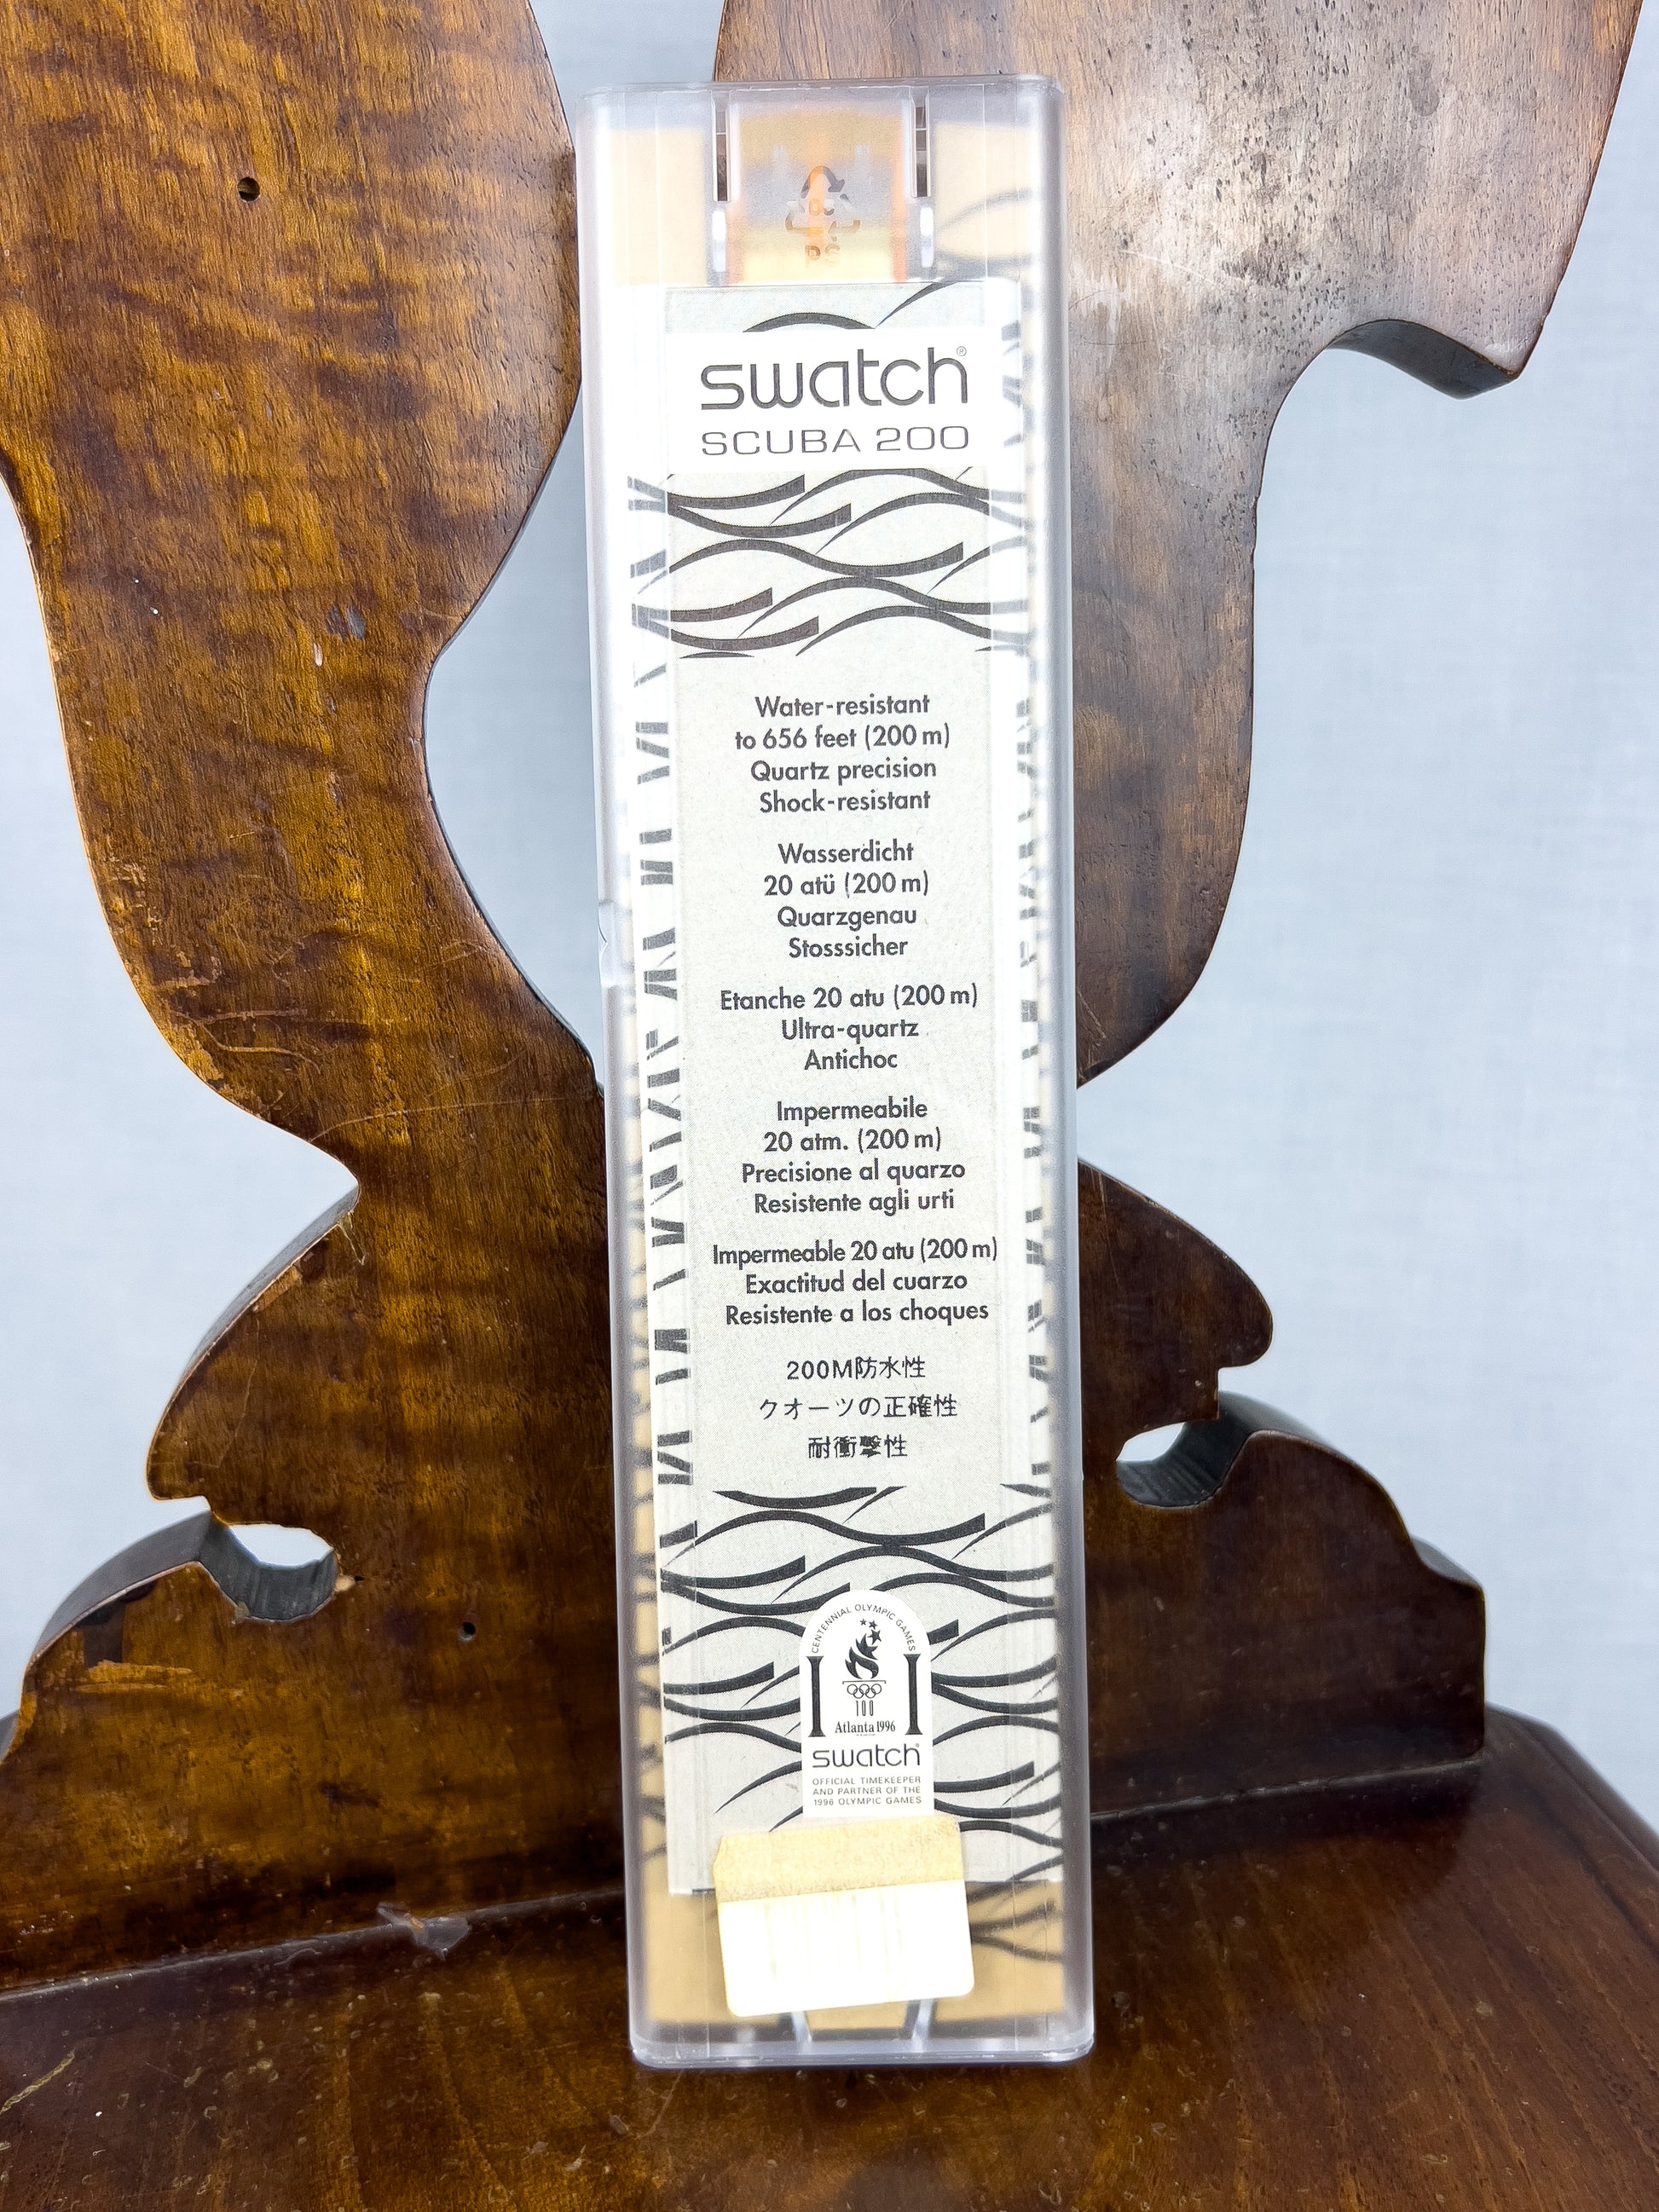 PS
swatch®
SCUBA 200
Water-resistant
to 656 feet (200 m)
Quartz precision
Shock-resistant
Wasserdicht
20 atü (200 m)
Quarzgenau
Stosssicher
Etanche 20 atu (200 m)
Ultra-quartz
Antichoc
Impermeabile
20 atm. (200 m)
Precisione al quarzo
Resistente agli urti
Impermeable 20 atu (200 m)
Exactitud del cuarzo
Resistente a los choques
200M防水性
クオーツの正確性
耐衝撃性
CENTENNIAL OLYMPIC GAMES
100
Atlanta 1996
swatch®
OFFICIAL TIMEKEEPER
AND PARTNER OF THE
1996 OLYMPIC GAMES